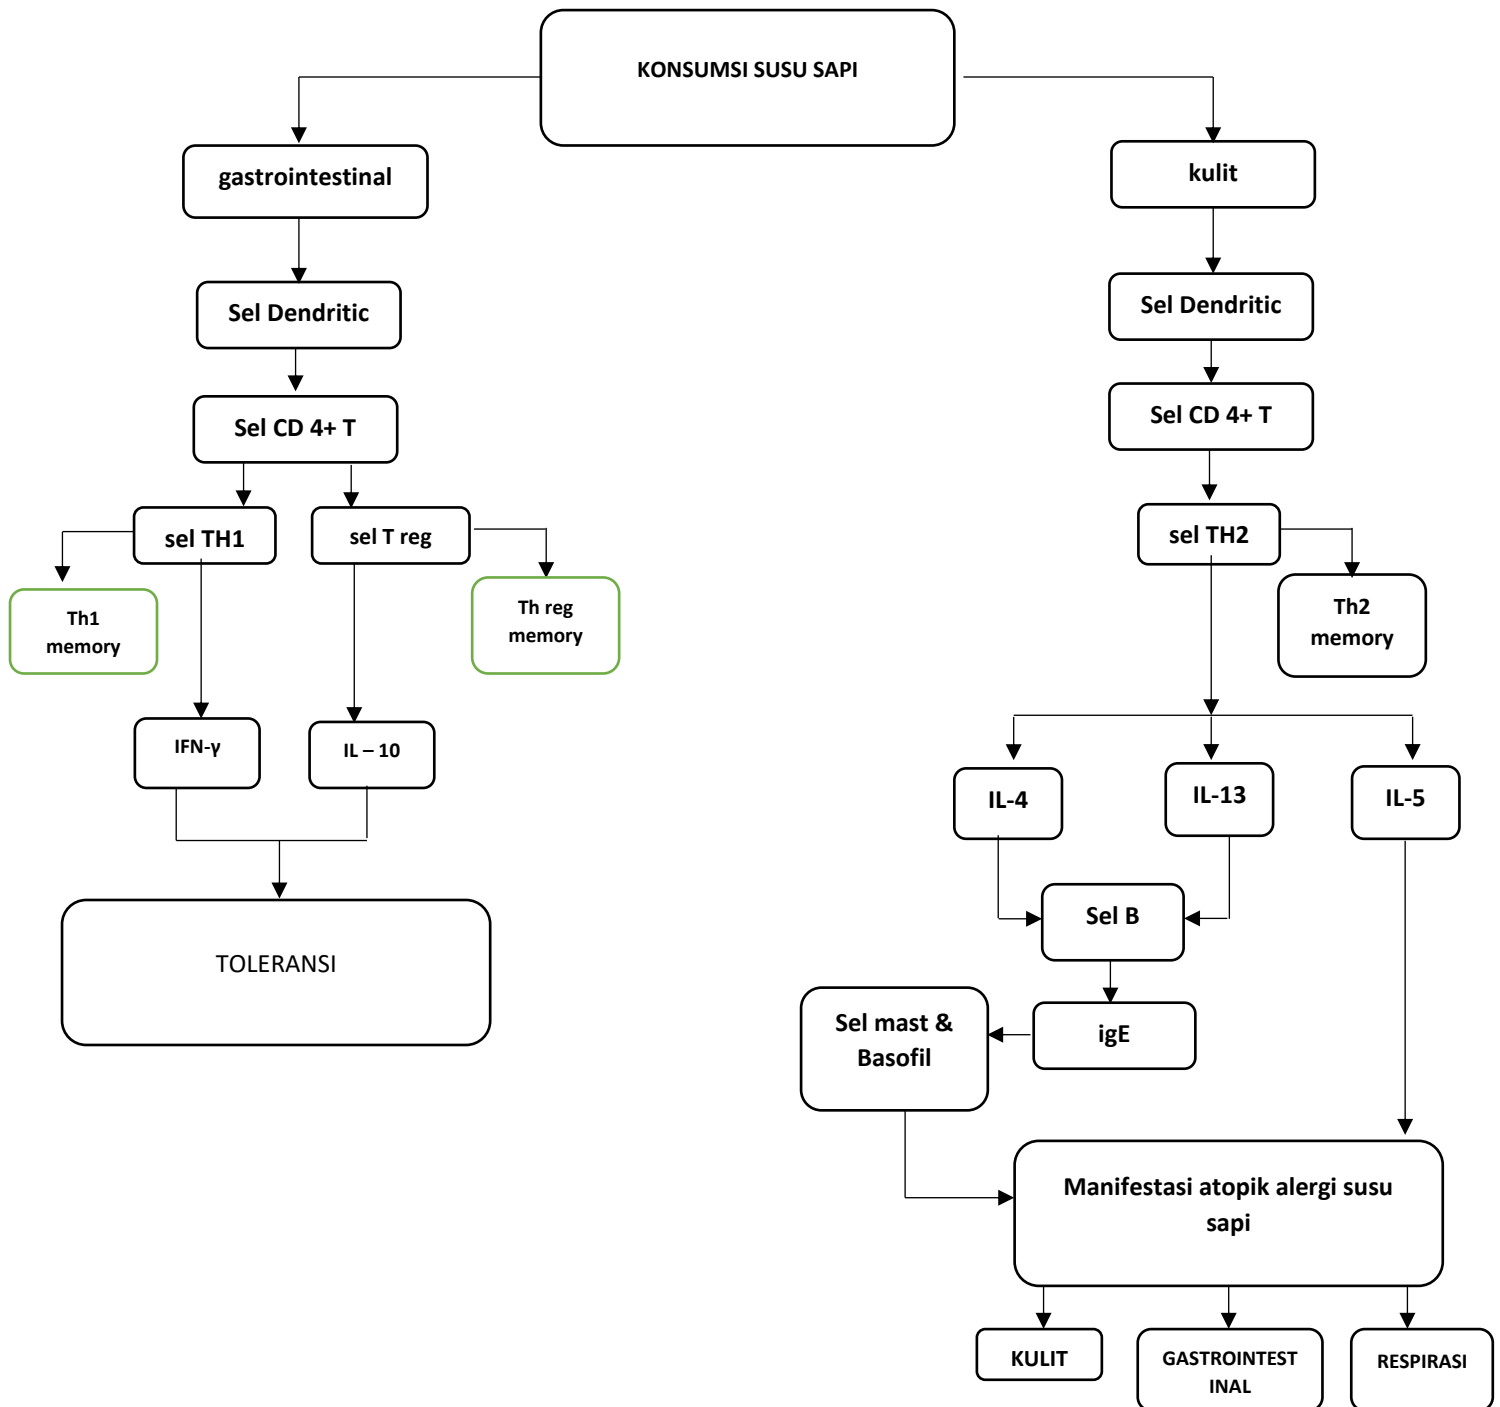 KONSUMSI SUSU SAPI
gastrointestinal
kulit
Sel Dendritic
Sel Dendritic
Sel CD 4+ T
Sel CD 4+ T
sel TH1
sel T reg
sel TH2
Th1
memory
Th reg
memory
Th2
memory
IFN-γ
IL – 10
IL-4
IL-13
IL-5
Sel B
TOLERANSI
Sel mast &
Basofil
igE
Manifestasi atopik alergi susu
sapi
KULIT
GASTROINTEST
INAL
RESPIRASI